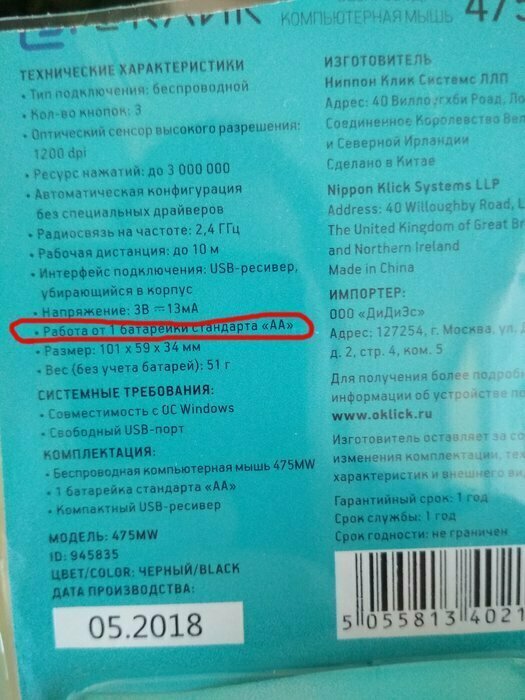 КОМПЬЮТЕРНАЯ МЫШЬ
ТЕХНИЧЕСКИЕ ХАРАКТЕРИСТИКИ
• Тип подключения: беспроводной
• Кол-во кнопок: 3
• Оптический сенсор высокого разрешения:
1200 dpi
• Ресурс нажатий: до 3 000 000
• Автоматическая конфигурация
без специальных драйверов
• Радиосвязь на частоте: 2,4 ГГц
• Рабочая дистанция: до 10 м
• Интерфейс подключения: USB-ресивер,
убирающийся в корпус
• Напряжение: 3В ⎓ 13мА
• Работа от 1 батарейки стандарта «АА»
• Размер: 101 x 59 x 34 мм
• Вес (без учета батарей): 51 г
СИСТЕМНЫЕ ТРЕБОВАНИЯ:
• Совместимость с ОС Windows
• Свободный USB-порт
КОМПЛЕКТАЦИЯ:
• Беспроводная компьютерная мышь 475MW
• 1 батарейка стандарта «АА»
• Компактный USB-ресивер
МОДЕЛЬ: 475MW
ID: 945835
ЦВЕТ/COLOR: ЧЕРНЫЙ/BLACK
ДАТА ПРОИЗВОДСТВА:
05.2018
ИЗГОТОВИТЕЛЬ
Ниппон Клик Системс ЛЛП
Адрес: 40 Виллоугхби Роад,
Соединенное Королевство
и Северной Ирландии
Сделано в Китае
Nippon Klick Systems LLP
Address: 40 Willoughby Road,
The United Kingdom of Great
and Northern Ireland
Made in China
ИМПОРТЕР:
ООО «ДиДиЭс»
Адрес: 127254, г. Москва, ул.
д. 2, стр. 4, ком. 5
Для получения более
информации об устройстве
www.oklick.ru
Изготовитель оставляет за
изменения комплектации,
характеристик и внешнего
Гарантийный срок: 1 год
Срок службы: 1 год
Срок годности: не ограничен
5 055813 4021